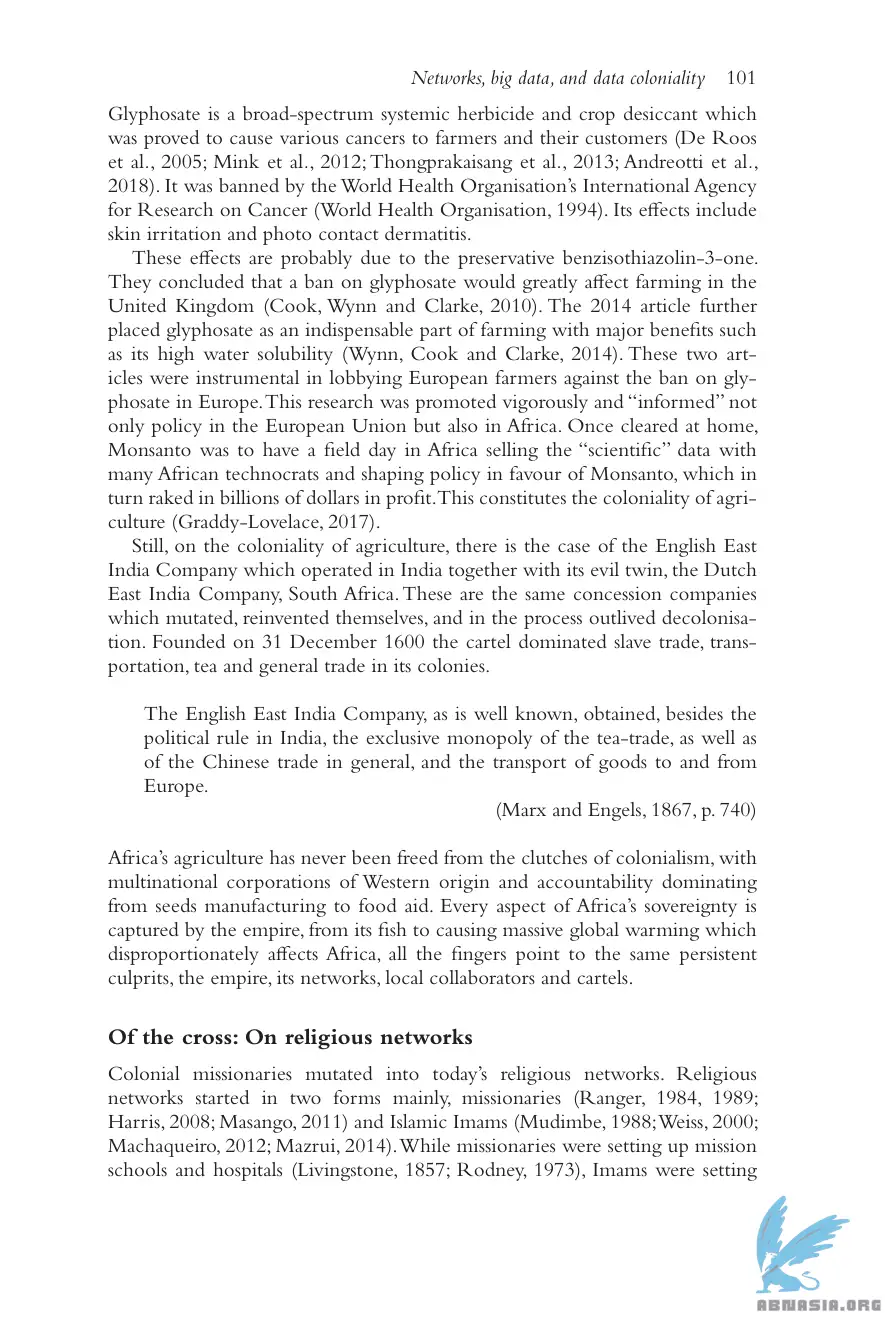 Networks, big data, and data coloniality 101
Glyphosate is a broad-spectrum systemic herbicide and crop desiccant which
was proved to cause various cancers to farmers and their customers (De Roos
et al., 2005; Mink et al., 2012; Thongprakaisang et al., 2013; Andreotti et al.,
2018). It was banned by the World Health Organisation’s International Agency
for Research on Cancer (World Health Organisation, 1994). Its effects include
skin irritation and photo contact dermatitis.
These effects are probably due to the preservative benzisothiazolin-3-one.
They concluded that a ban on glyphosate would greatly affect farming in the
United Kingdom (Cook, Wynn and Clarke, 2010). The 2014 article further
placed glyphosate as an indispensable part of farming with major benefits such
as its high water solubility (Wynn, Cook and Clarke, 2014). These two art-
icles were instrumental in lobbying European farmers against the ban on gly-
phosate in Europe. This research was promoted vigorously and “informed” not
only policy in the European Union but also in Africa. Once cleared at home,
Monsanto was to have a field day in Africa selling the “scientific” data with
many African technocrats and shaping policy in favour of Monsanto, which in
turn raked in billions of dollars in profit. This constitutes the coloniality of agri-
culture (Graddy-Lovelace, 2017).
Still, on the coloniality of agriculture, there is the case of the English East
India Company which operated in India together with its evil twin, the Dutch
East India Company, South Africa. These are the same concession companies
which mutated, reinvented themselves, and in the process outlived decolonisa-
tion. Founded on 31 December 1600 the cartel dominated slave trade, trans-
portation, tea and general trade in its colonies.
The English East India Company, as is well known, obtained, besides the
political rule in India, the exclusive monopoly of the tea-trade, as well as
of the Chinese trade in general, and the transport of goods to and from
Europe.
(Marx and Engels, 1867, p. 740)
Africa’s agriculture has never been freed from the clutches of colonialism, with
multinational corporations of Western origin and accountability dominating
from seeds manufacturing to food aid. Every aspect of Africa’s sovereignty is
captured by the empire, from its fish to causing massive global warming which
disproportionately affects Africa, all the fingers point to the same persistent
culprits, the empire, its networks, local collaborators and cartels.
Of the cross: On religious networks
Colonial missionaries mutated into today’s religious networks. Religious
networks started in two forms mainly, missionaries (Ranger, 1984, 1989;
Harris, 2008; Masango, 2011) and Islamic Imams (Mudimbe, 1988; Weiss, 2000;
Machaqueiro, 2012; Mazrui, 2014). While missionaries were setting up mission
schools and hospitals (Livingstone, 1857; Rodney, 1973), Imams were setting
ABNASIA.ORG